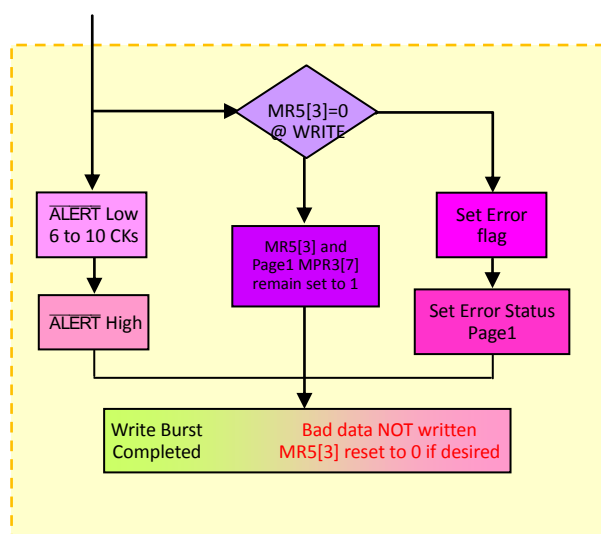 MR5[3]=0
@ WRITE
ALERT Low
6 to 10 CKs
MR5[3] and
Page1 MPR3[7]
remain set to 1
Set Error
flag
ALERT High
Set Error Status
Page1
Write Burst
Completed
Bad data NOT written
MR5[3] reset to 0 if desired